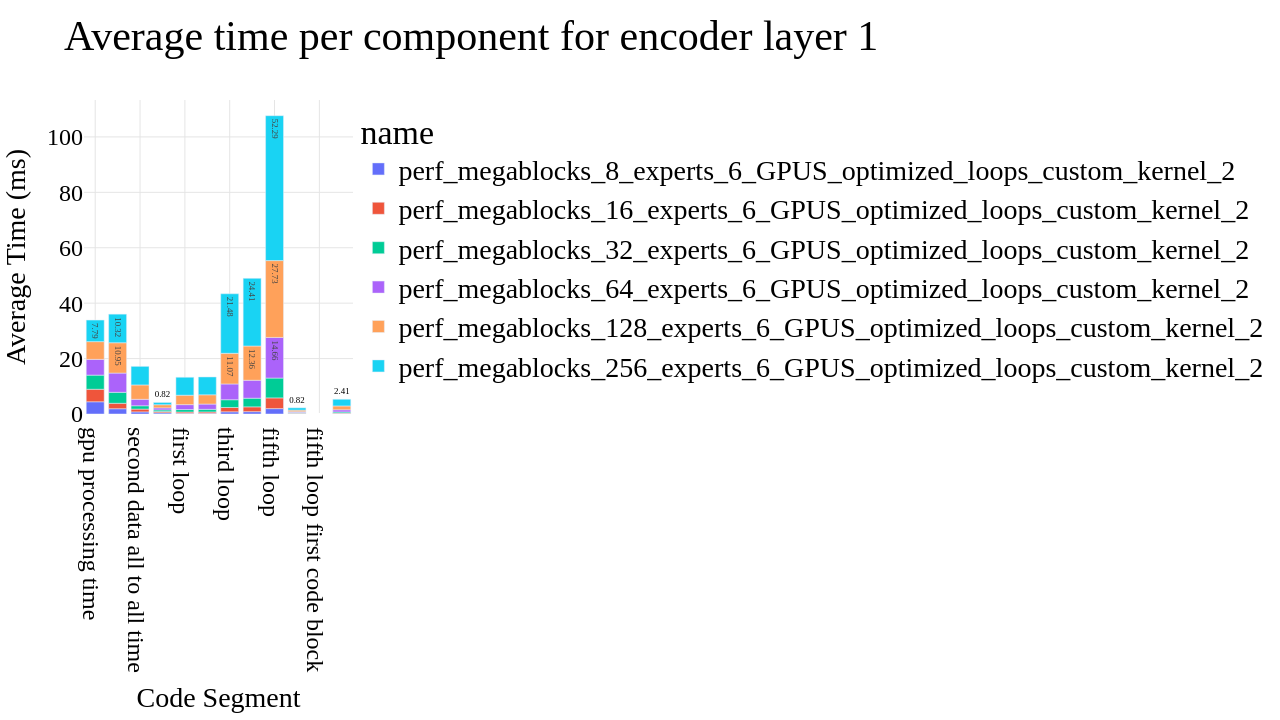 Average time per component for encoder layer 1
Average Time (ms)
100
80
60
40
20
0
7.79
10.32
10.95
0.82
21.48
11.07
24.41
12.36
52.29
27.73
14.66
0.82
2.41
gpu processing time
second data all to all time
first loop
third loop
fifth loop
fifth loop first code block
Code Segment
name
perf_megablocks_8_experts_6_GPUS_optimized_loops_custom_kernel_2
perf_megablocks_16_experts_6_GPUS_optimized_loops_custom_kernel_2
perf_megablocks_32_experts_6_GPUS_optimized_loops_custom_kernel_2
perf_megablocks_64_experts_6_GPUS_optimized_loops_custom_kernel_2
perf_megablocks_128_experts_6_GPUS_optimized_loops_custom_kernel_2
perf_megablocks_256_experts_6_GPUS_optimized_loops_custom_kernel_2